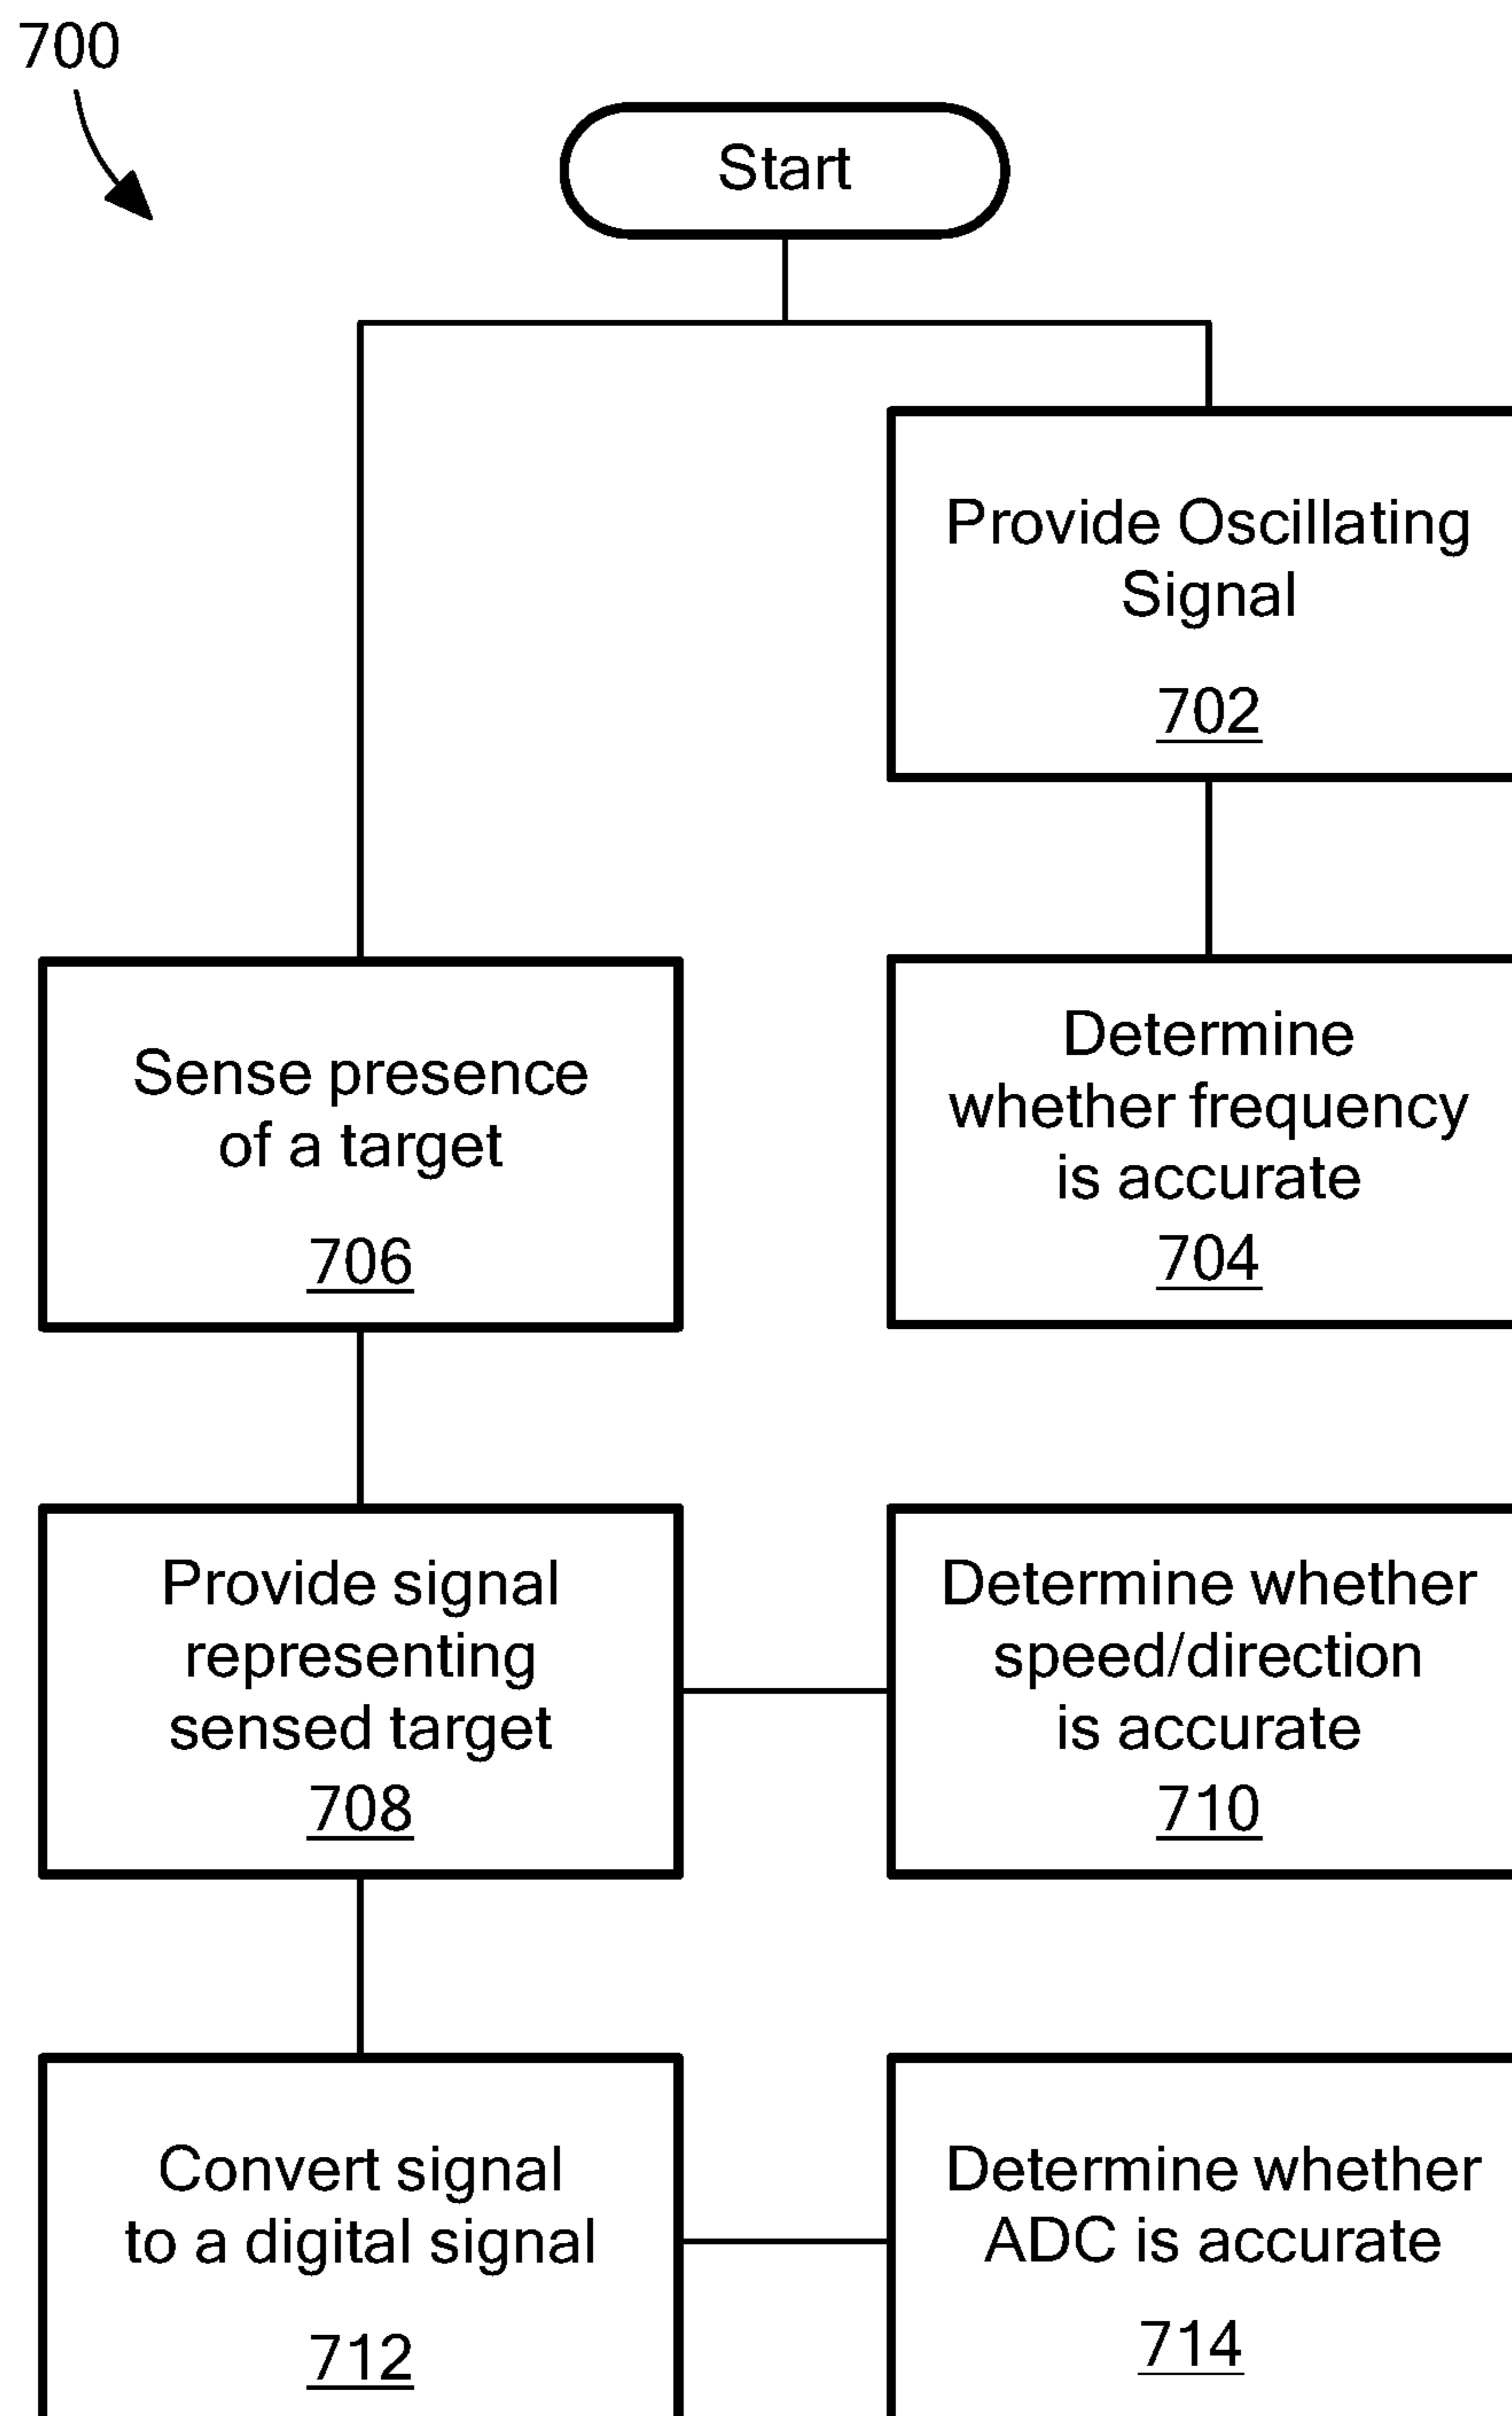 700
Start
Provide Oscillating
Signal
702
Sense presence
of a target
706
Determine
whether frequency
is accurate
704
Provide signal
representing
sensed target
708
Determine whether
speed/direction
is accurate
710
Convert signal
to a digital signal
712
Determine whether
ADC is accurate
714